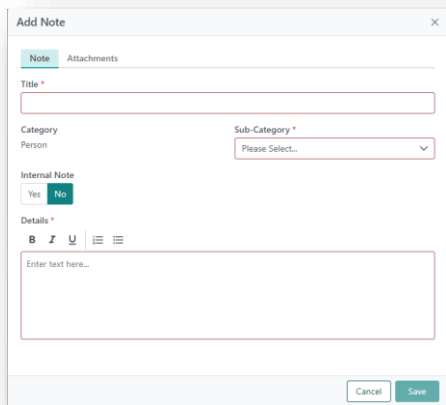 Add Note
Note Attachments
Title *
Category Sub-Category *
Person Please Select...
Internal Note
Yes No
Details *
B I U
Enter text here...
Cancel Save